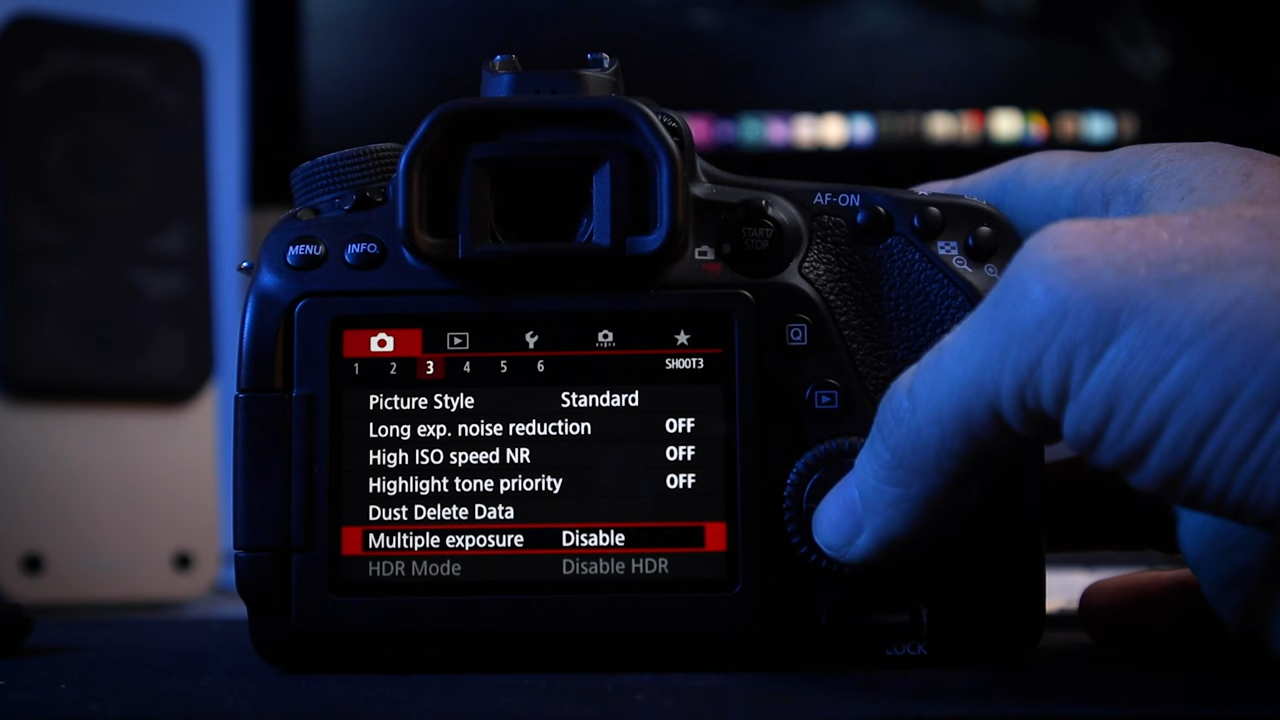 AF-ON
MENU
INFO.
START/
STOP
Q
1 2 3 4 5 6 SHOOT3
Picture Style Standard
Long exp. noise reduction OFF
High ISO speed NR OFF
Highlight tone priority OFF
Dust Delete Data
Multiple exposure Disable
HDR Mode Disable HDR
LOCK